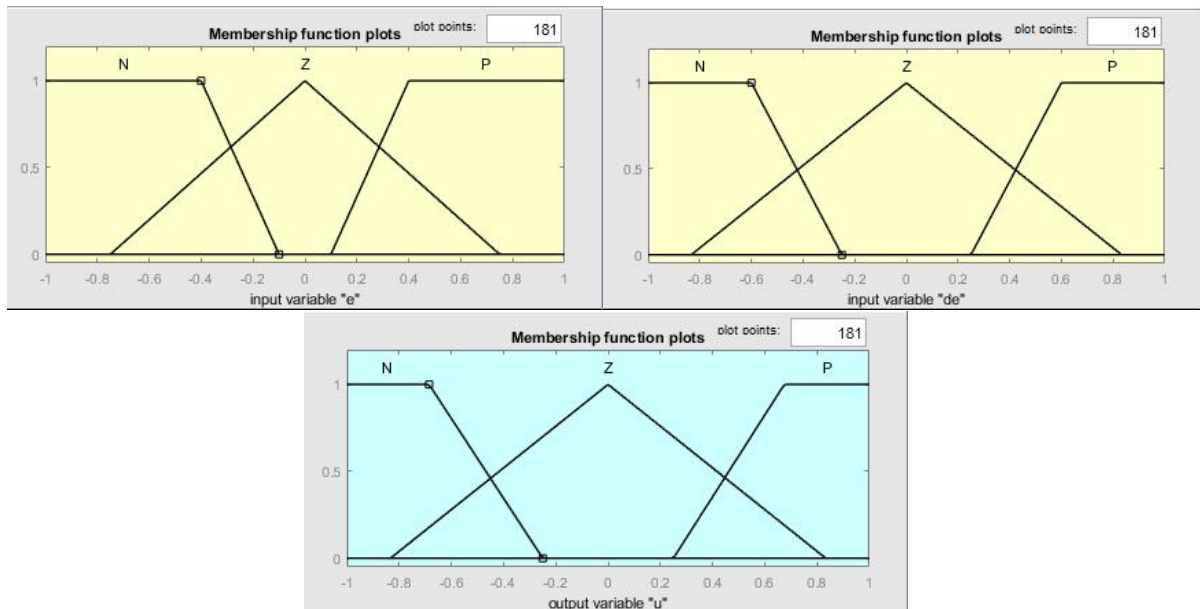 Membership function plots plot points: 181
N Z P
1
0.5
0
-1 -0.8 -0.6 -0.4 -0.2 0 0.2 0.4 0.6 0.8 1
input variable "e"
Membership function plots plot points: 181
N Z P
1
0.5
0
-1 -0.8 -0.6 -0.4 -0.2 0 0.2 0.4 0.6 0.8 1
input variable "de"
Membership function plots plot points: 181
N Z P
1
0.5
0
-1 -0.8 -0.6 -0.4 -0.2 0 0.2 0.4 0.6 0.8 1
output variable "u"